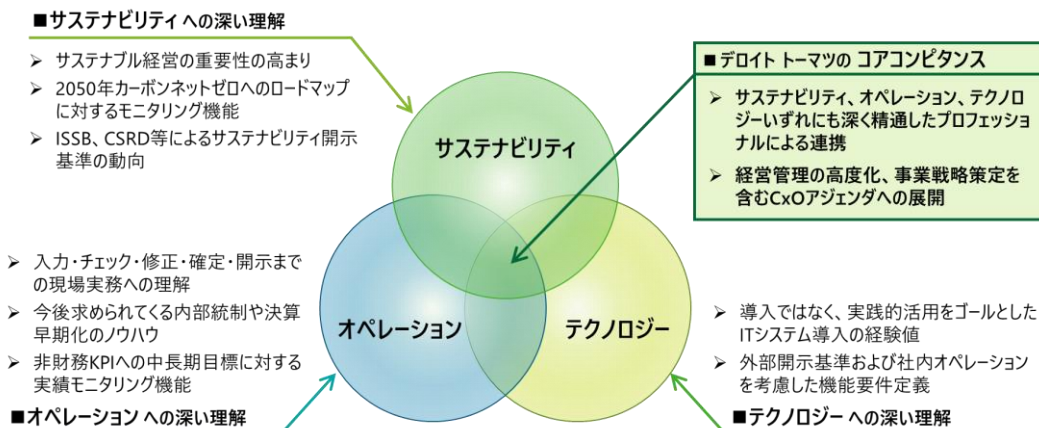 ■サステナビリティ への深い理解
➢ サステナブル経営の重要性の高まり
➢ 2050年カーボンネットゼロへのロードマップ
に対するモニタリング機能
➢ ISSB、CSRD等によるサステナビリティ開示
基準の動向
■デロイト トーマツの コアコンピタンス
➢ サステナビリティ、オペレーション、テクノロ
ジーいずれにも深く精通したプロフェッショ
ナルによる連携
➢ 経営管理の高度化、事業戦略策定を
含むCxOアジェンダへの展開
サステナビリティ
オペレーション
テクノロジー
➢ 入力・チェック・修正・確定・開示まで
の現場実務への理解
➢ 今後求められてくる内部統制や決算
早期化のノウハウ
➢ 非財務KPIへの中長期目標に対する
実績モニタリング機能
■オペレーション への深い理解
➢ 導入ではなく、実践的活用をゴールとした
ITシステム導入の経験値
➢ 外部開示基準および社内オペレーション
を考慮した機能要件定義
■テクノロジー への深い理解